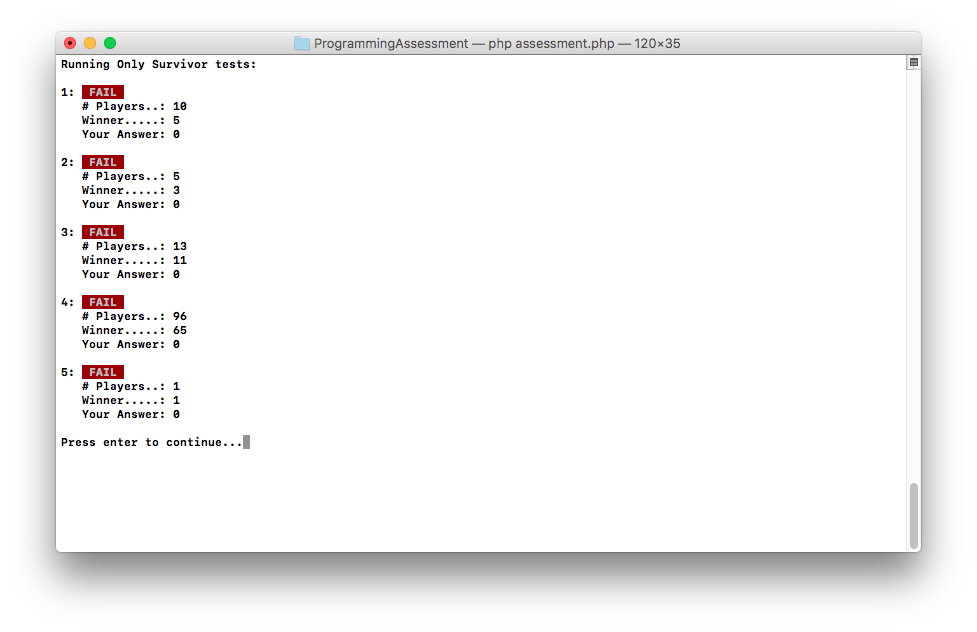 ProgrammingAssessment — php assessment.php — 120×35
Running Only Survivor tests:
1: FAIL
# Players..: 10
Winner.....: 5
Your Answer: 0
2: FAIL
# Players..: 5
Winner.....: 3
Your Answer: 0
3: FAIL
# Players..: 13
Winner.....: 11
Your Answer: 0
4: FAIL
# Players..: 96
Winner.....: 65
Your Answer: 0
5: FAIL
# Players..: 1
Winner.....: 1
Your Answer: 0
Press enter to continue...